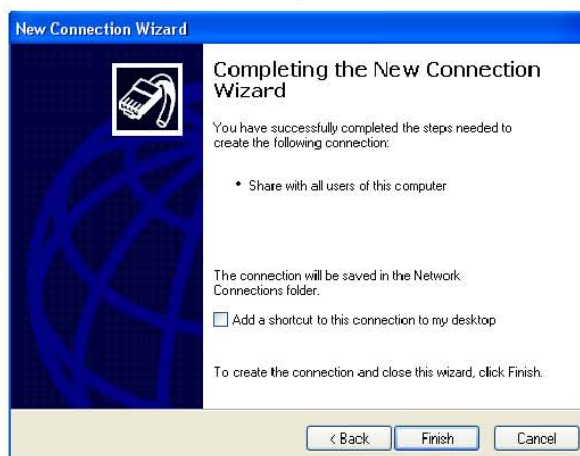 New Connection Wizard
Completing the New Connection
Wizard
You have successfully completed the steps needed to
create the following connection:
• Share with all users of this computer
The connection will be saved in the Network
Connections folder.
Add a shortcut to this connection to my desktop
To create the connection and close this wizard, click Finish.
< Back Finish Cancel